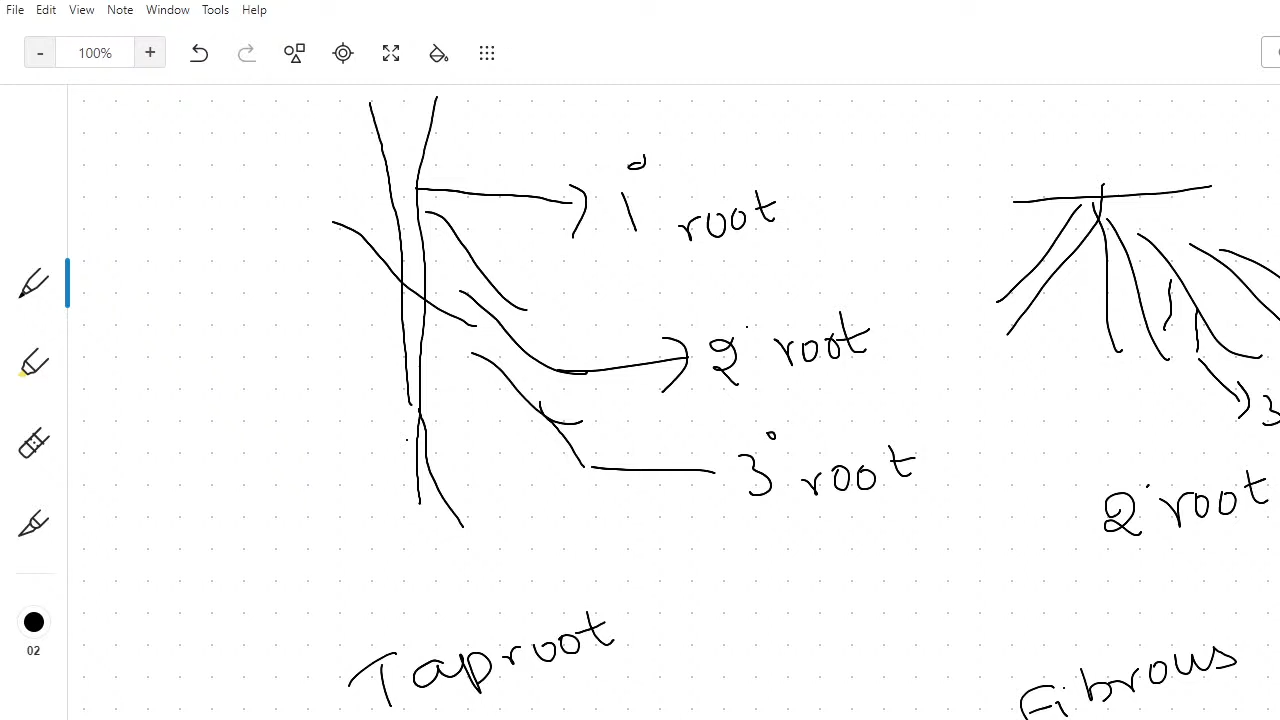 File Edit View Note Window Tools Help
- 100% +
1° root
2° root
3° root
3
2° root
02
Taproot
Fibrous